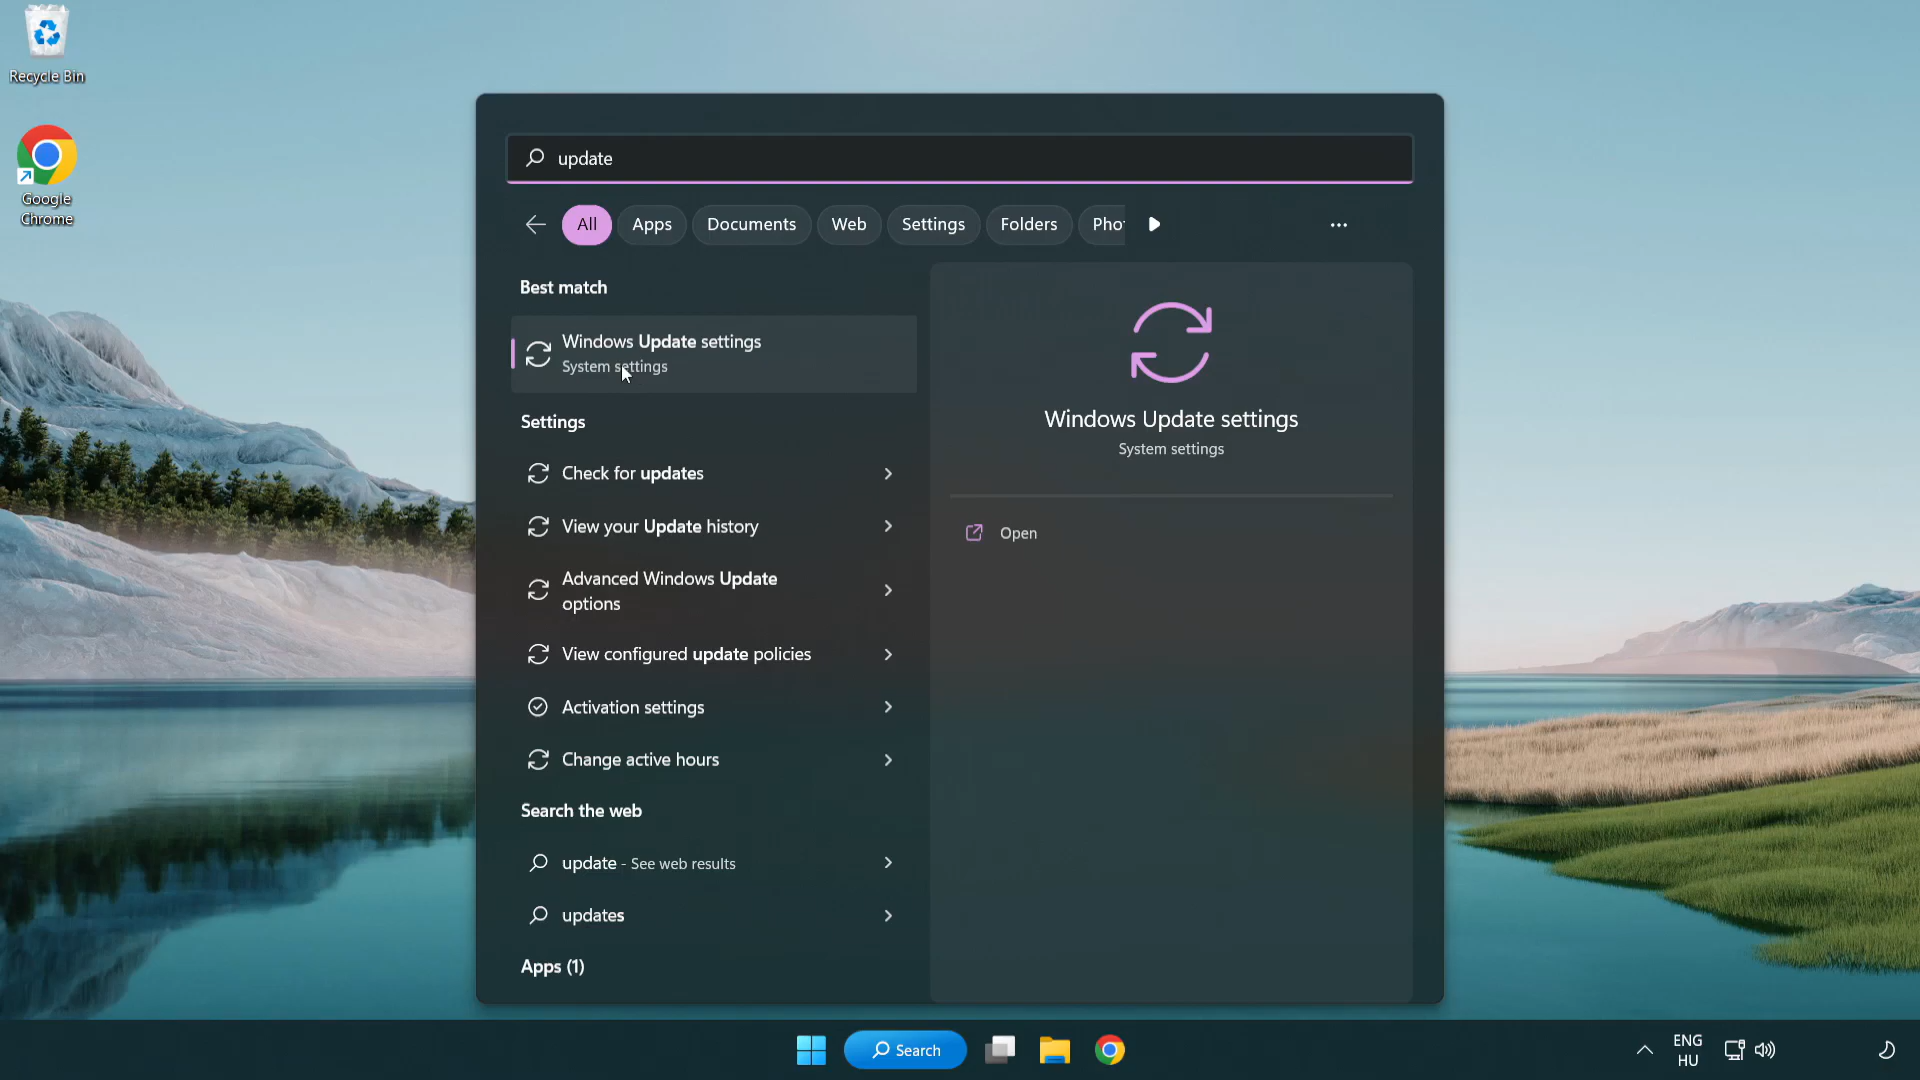 Recycle Bin
Google
Chrome
update
All
Apps
Documents
Web
Settings
Folders
Pho
Best match
Windows Update settings
System settings
Settings
Check for updates
View your Update history
Advanced Windows Update
options
View configured update policies
Activation settings
Change active hours
Search the web
update - See web results
updates
Apps (1)
Windows Update settings
System settings
Open
Search
ENG
HU